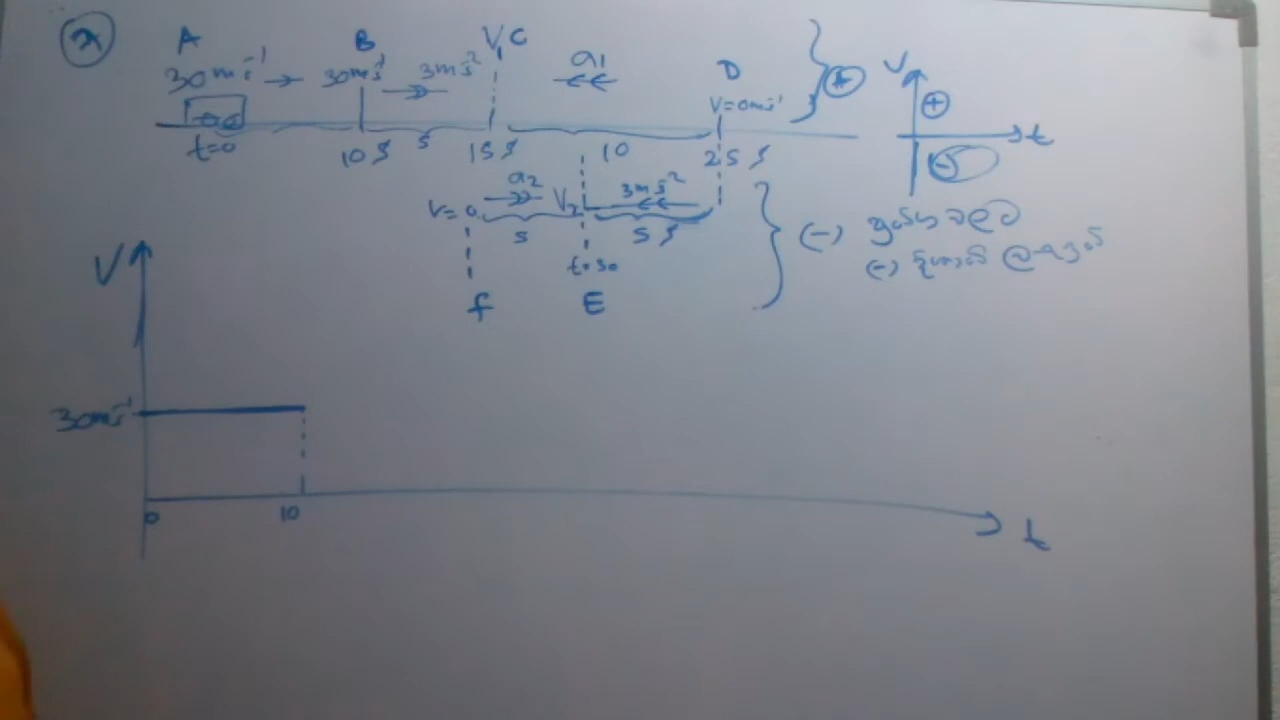 A B V₁ C D
30ms⁻¹ → 30ms⁻¹ 3ms⁻² a₁ V=0ms⁻¹ (+) V
t=0 10s 5 15s 10 25s (+) t (-)
V=0 a₂ V₂ 3ms⁻²
5 5s (-)
t=30 (-)
F E
V
30ms⁻¹
0 10 t